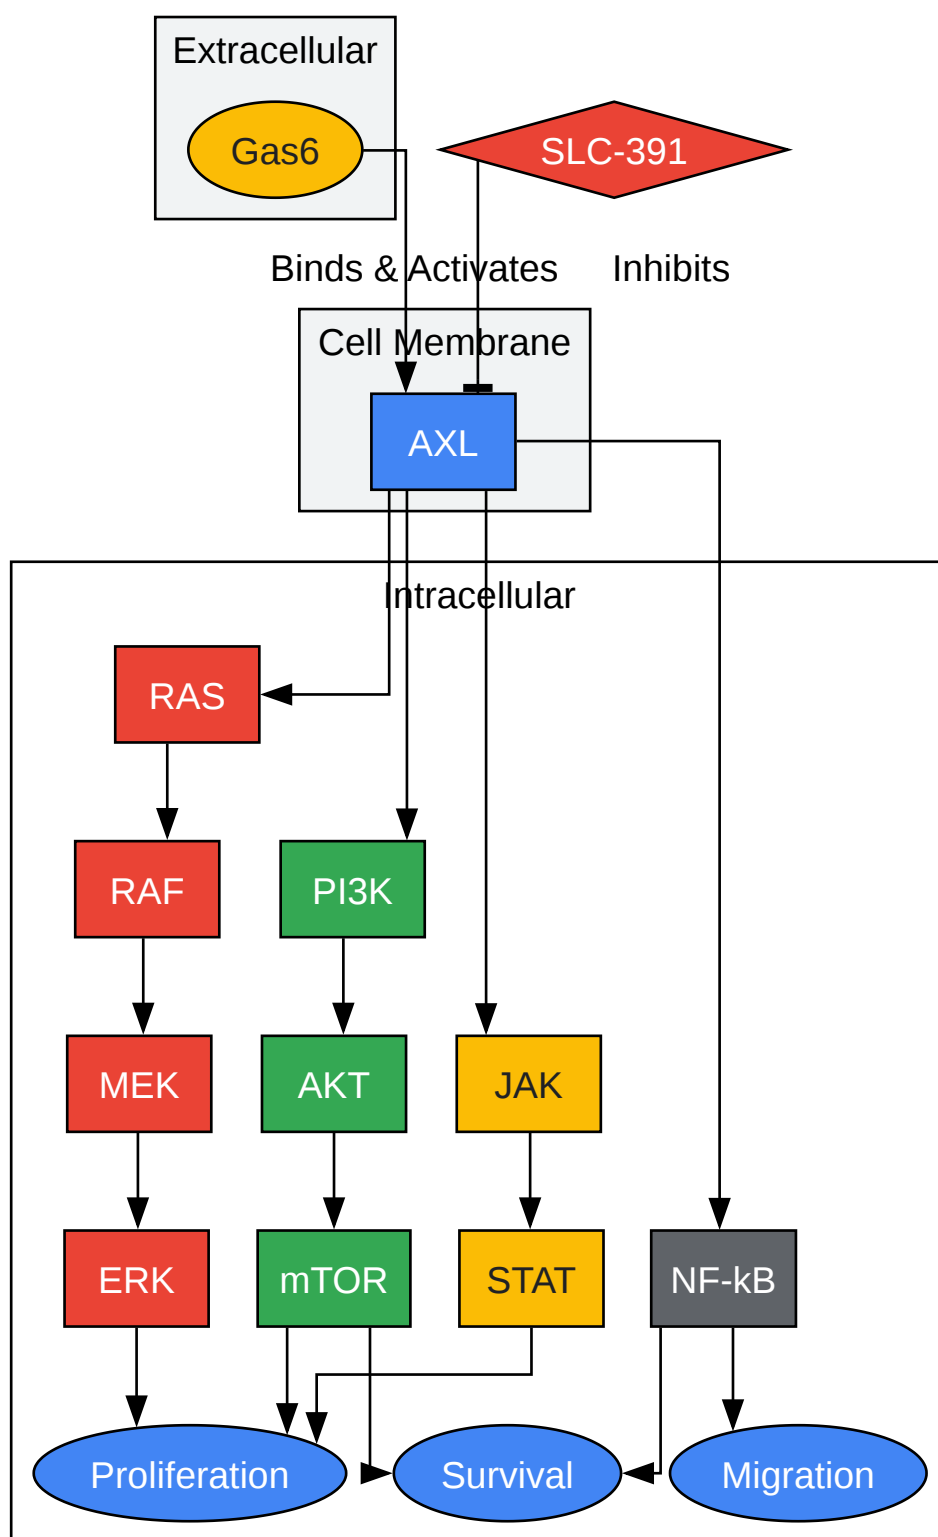 Extracellular
Gas6
SLC-391
Binds & Activates
Inhibits
Cell Membrane
AXL
Intracellular
RAS
RAF
PI3K
MEK
AKT
JAK
ERK
mTOR
STAT
NF-kB
Proliferation
Survival
Migration